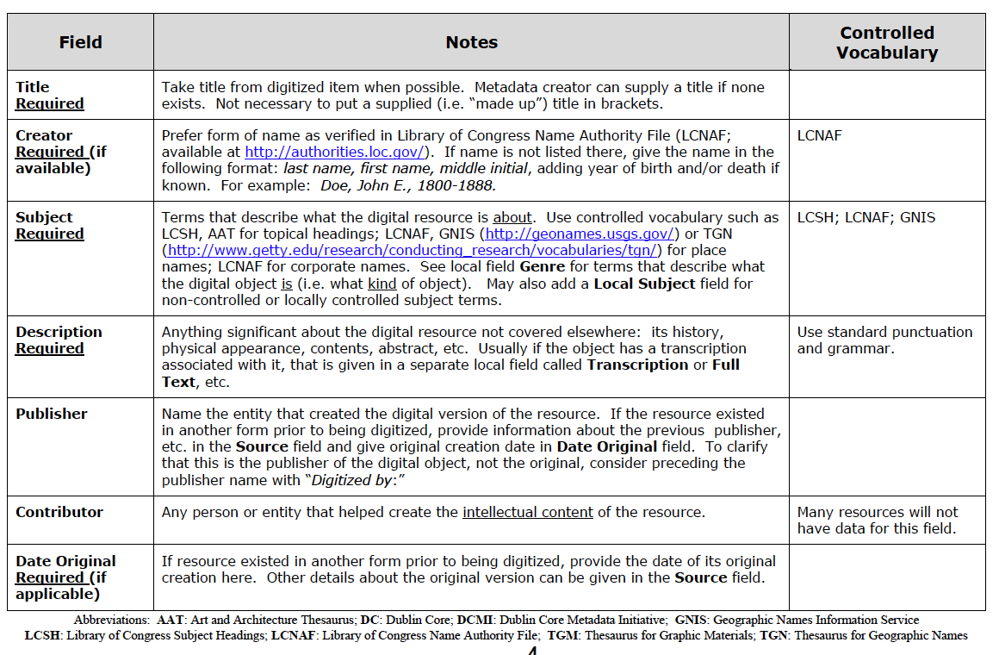 Field
Notes
Controlled
Vocabulary
Title
Required
Take title from digitized item when possible.  Metadata creator can supply a title if none
exists.  Not necessary to put a supplied (i.e. “made up”) title in brackets.
Creator
Required (if
available)
Prefer form of name as verified in Library of Congress Name Authority File (LCNAF;
available at http://authorities.loc.gov/).  If name is not listed there, give the name in the
following format: last name, first name, middle initial, adding year of birth and/or death if
known.  For example:  Doe, John E., 1800-1888.
LCNAF
Subject
Required
Terms that describe what the digital resource is about.  Use controlled vocabulary such as
LCSH, AAT for topical headings; LCNAF, GNIS (http://geonames.usgs.gov/) or TGN
(http://www.getty.edu/research/conducting_research/vocabularies/tgn/) for place
names; LCNAF for corporate names.  See local field Genre for terms that describe what
the digital object is (i.e. what kind of object).   May also add a Local Subject field for
non-controlled or locally controlled subject terms.
LCSH; LCNAF; GNIS
Description
Required
Anything significant about the digital resource not covered elsewhere:  its history,
physical appearance, contents, abstract, etc.  Usually if the object has a transcription
associated with it, that is given in a separate local field called Transcription or Full
Text, etc.
Use standard punctuation
and grammar.
Publisher
Name the entity that created the digital version of the resource.  If the resource existed
in another form prior to being digitized, provide information about the previous  publisher,
etc. in the Source field and give original creation date in Date Original field.  To clarify
that this is the publisher of the digital object, not the original, consider preceding the
publisher name with “Digitized by:”
Contributor
Any person or entity that helped create the intellectual content of the resource.
Many resources will not
have data for this field.
Date Original
Required (if
applicable)
If resource existed in another form prior to being digitized, provide the date of its original
creation here.  Other details about the original version can be given in the Source field.
Abbreviations:  AAT: Art and Architecture Thesaurus; DC: Dublin Core; DCMI: Dublin Core Metadata Initiative;  GNIS: Geographic Names Information Service
LCSH: Library of Congress Subject Headings; LCNAF: Library of Congress Name Authority File;  TGM: Thesaurus for Graphic Materials; TGN: Thesaurus for Geographic Names
4